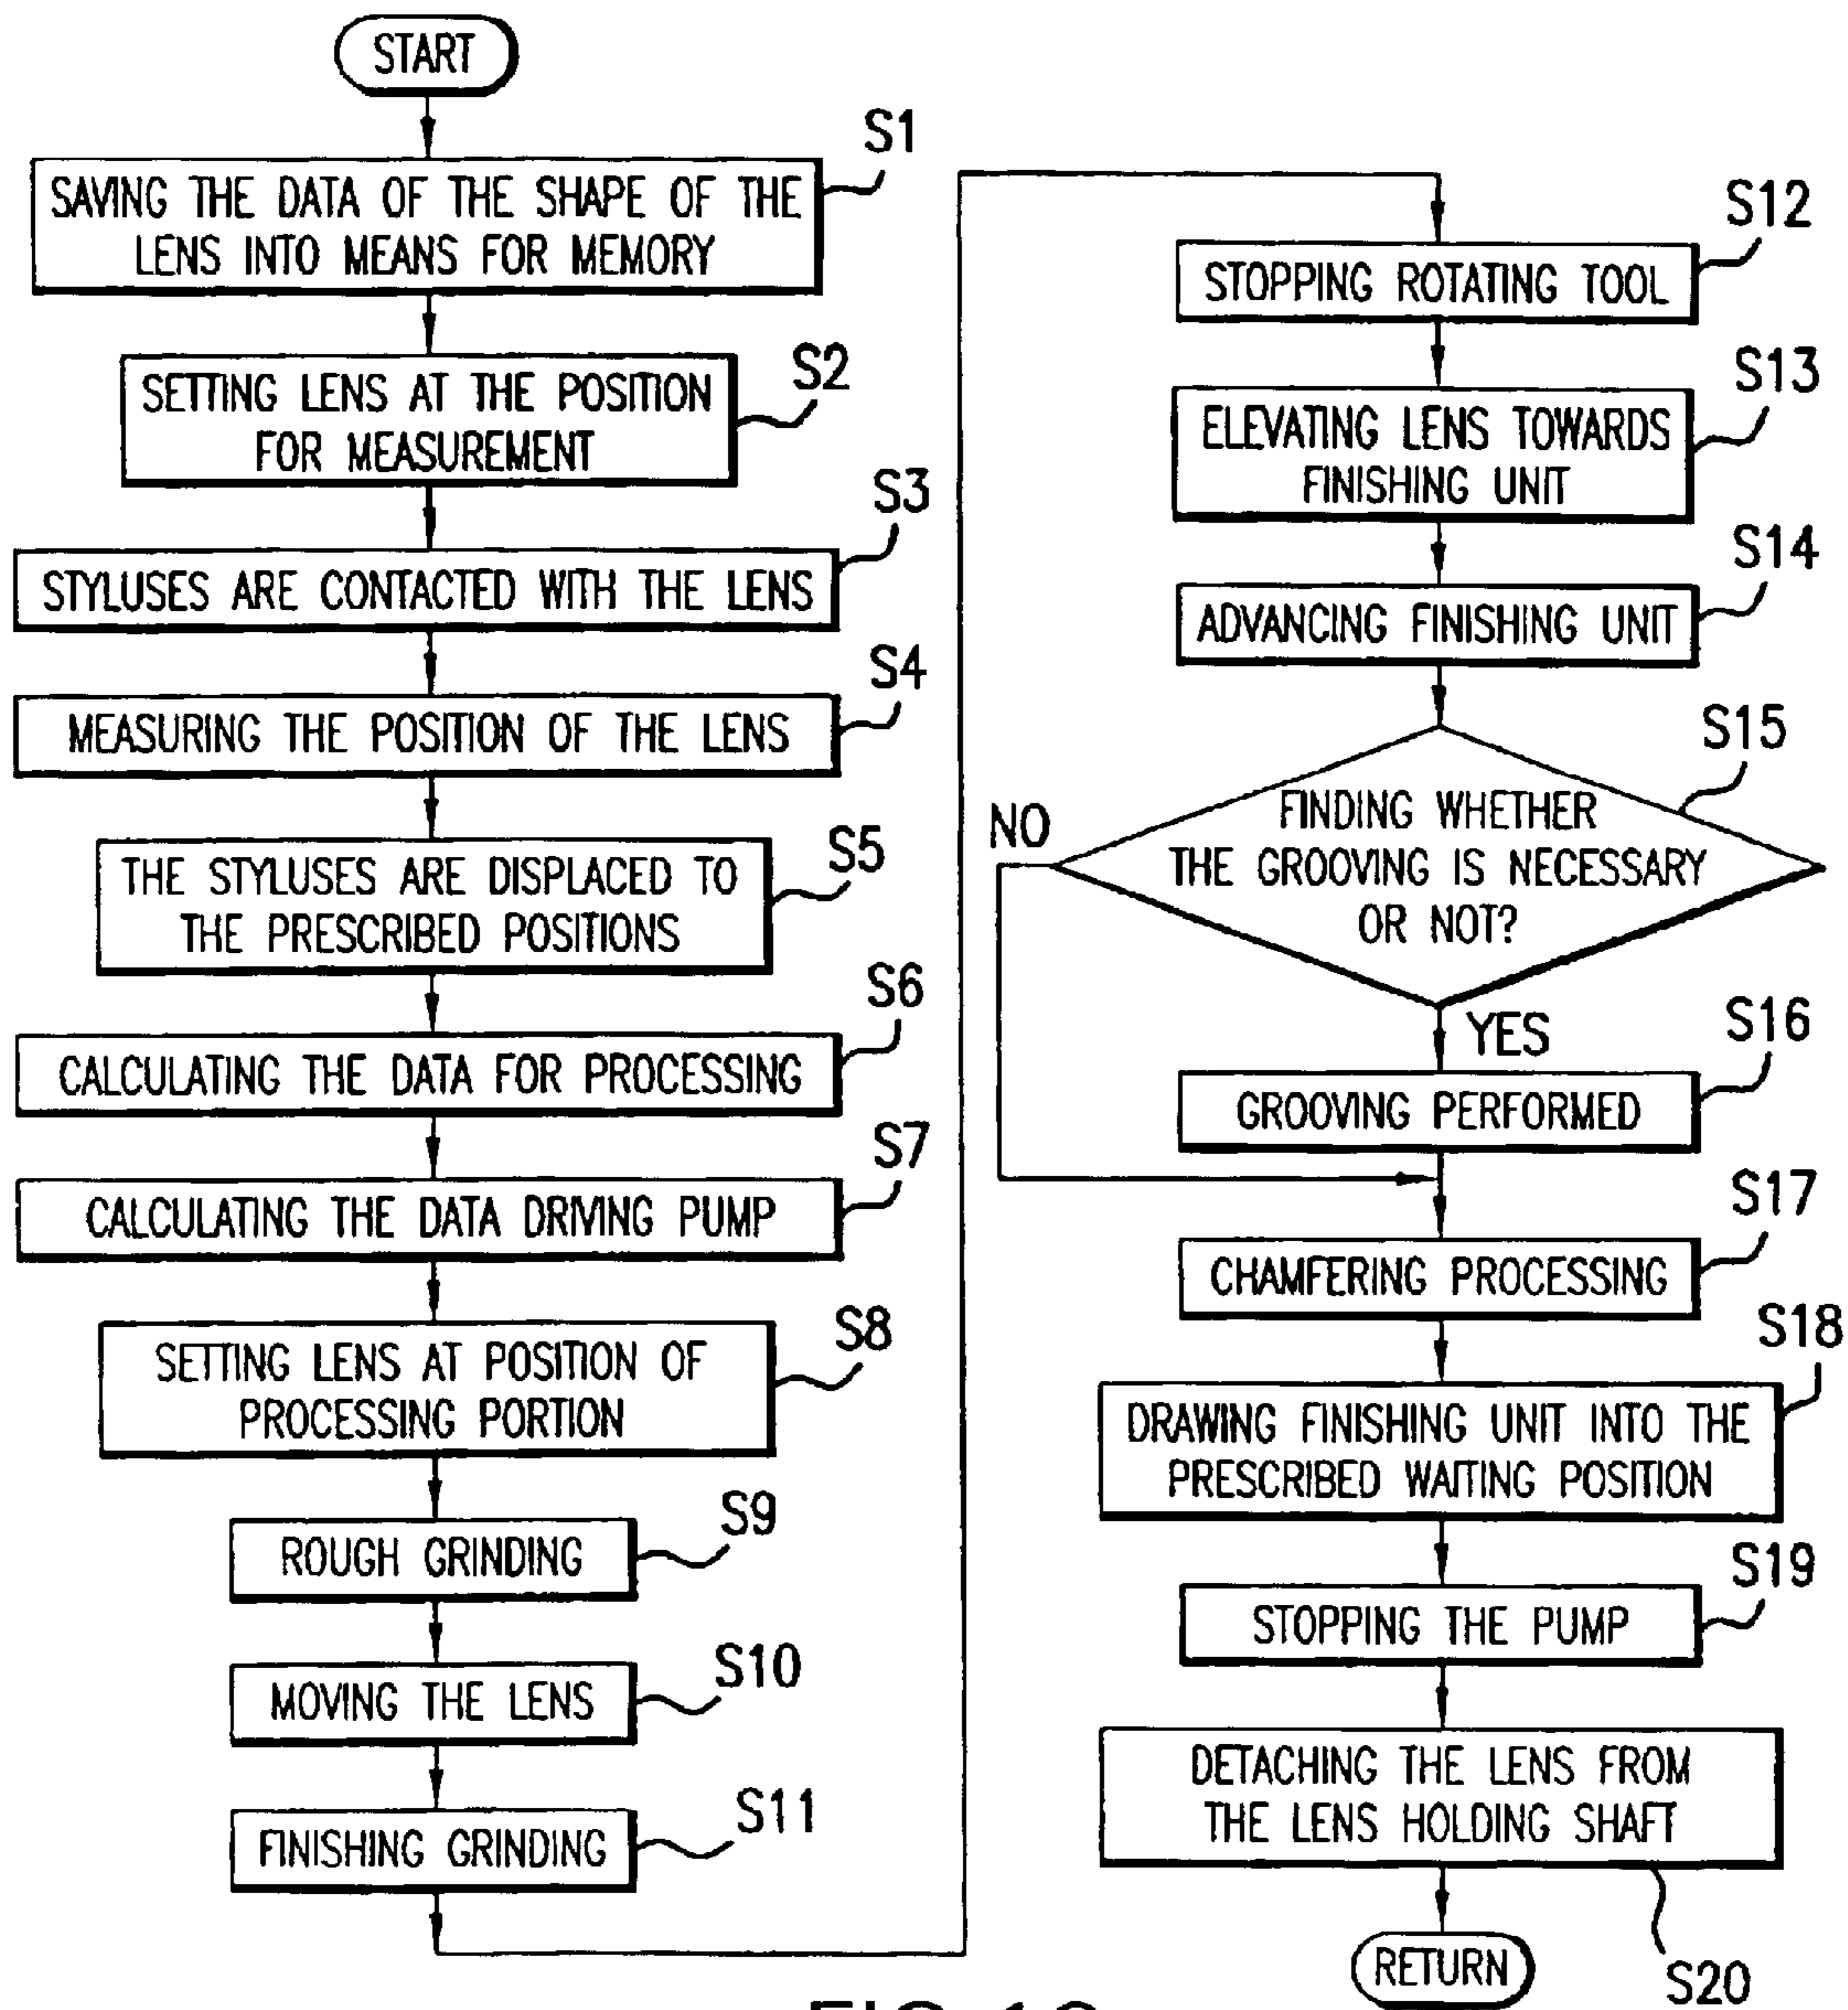 START
S1
SAVING THE DATA OF THE SHAPE OF THE
LENS INTO MEANS FOR MEMORY
S2
SETTING LENS AT THE POSITION
FOR MEASUREMENT
S3
STYLUSES ARE CONTACTED WITH THE LENS
S4
MEASURING THE POSITION OF THE LENS
S5
THE STYLUSES ARE DISPLACED TO
THE PRESCRIBED POSITIONS
S6
CALCULATING THE DATA FOR PROCESSING
S7
CALCULATING THE DATA DRIVING PUMP
S8
SETTING LENS AT POSITION OF
PROCESSING PORTION
S9
ROUGH GRINDING
S10
MOVING THE LENS
S11
FINISHING GRINDING
S12
STOPPING ROTATING TOOL
S13
ELEVATING LENS TOWARDS
FINISHING UNIT
S14
ADVANCING FINISHING UNIT
S15
FINDING WHETHER
THE GROOVING IS NECESSARY
OR NOT?
NO
YES
S16
GROOVING PERFORMED
S17
CHAMFERING PROCESSING
S18
DRAWING FINISHING UNIT INTO THE
PRESCRIBED WAITING POSITION
S19
STOPPING THE PUMP
DETACHING THE LENS FROM
THE LENS HOLDING SHAFT
S20
RETURN